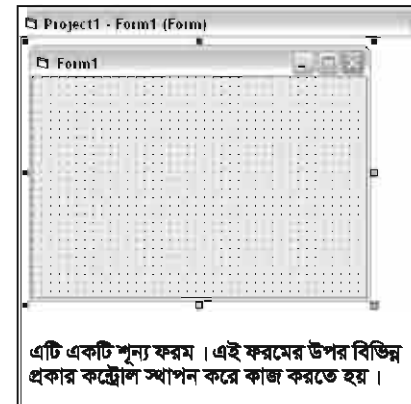 Project1 - Form1 (Form)
Form1
এটি একটি শূন্য ফরম । এই ফরমের উপর বিভিন্ন
প্রকার কন্ট্রোল স্থাপন করে কাজ করতে হয় ।